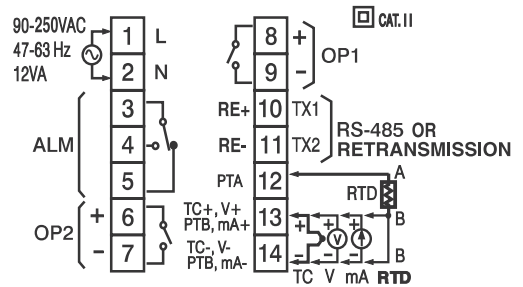 90-250VAC
47-63 Hz
12VA
1 L
2 N
3
ALM 4
5
OP2 + 6
- 7
CAT. II
8 +
OP1
9 -
RE+ 10 TX1
RE- 11 TX2
RS-485 OR
RETRANSMISSION
PTA 12 A
RTD
TC+, V+
PTB, mA+
13 + + + B
V
TC-, V-
PTB, mA-
14 - - - B
TC V mA RTD